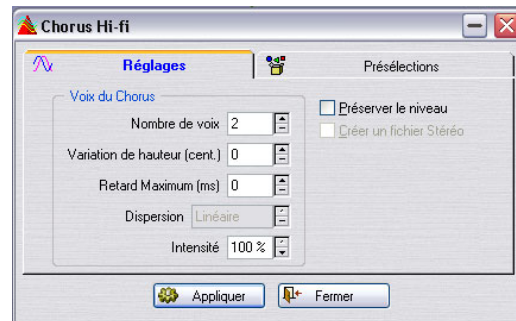 Chorus Hi-fi
Réglages
Présélections
Voix du Chorus
Nombre de voix 2
Variation de hauteur (cent.) 0
Retard Maximum (ms) 0
Dispersion Linéaire
Intensité 100 %
Préserver le niveau
Créer un fichier Stéréo
Appliquer
Fermer